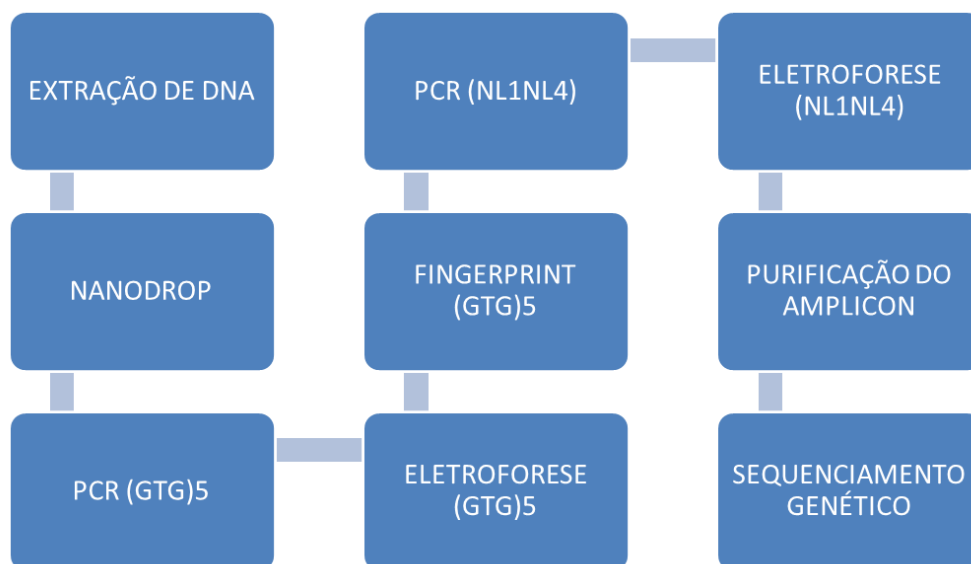 EXTRAÇÃO DE DNA
NANODROP
PCR (GTG)5
ELETROFORESE
(GTG)5
FINGERPRINT
(GTG)5
PCR (NL1NL4)
ELETROFORESE
(NL1NL4)
PURIFICAÇÃO DO
AMPLICON
SEQUENCIAMENTO
GENÉTICO